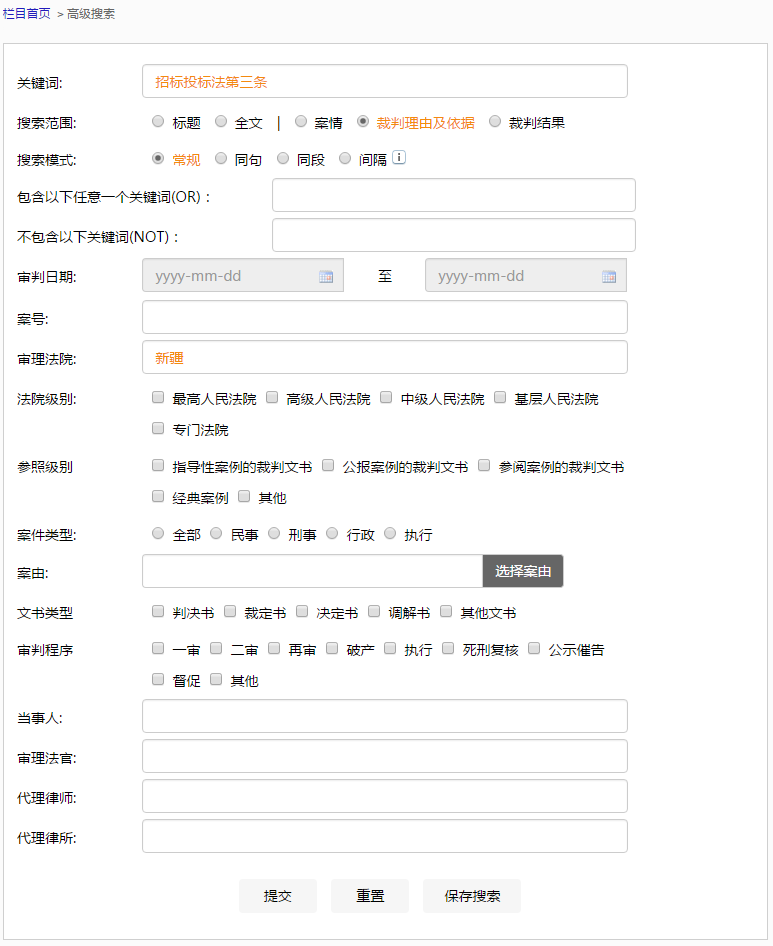 栏目首页 > 高级搜索
关键词: 招标投标法第三条
搜索范围: 标题 全文 | 案情 裁判理由及依据 裁判结果
搜索模式: 常规 同句 同段 间隔 i
包含以下任意一个关键词(OR)：
不包含以下关键词(NOT)：
审判日期: yyyy-mm-dd 至 yyyy-mm-dd
案号:
审理法院: 新疆
法院级别: 最高人民法院 高级人民法院 中级人民法院 基层人民法院
专门法院
参照级别 指导性案例的裁判文书 公报案例的裁判文书 参阅案例的裁判文书
经典案例 其他
案件类型: 全部 民事 刑事 行政 执行
案由: 选择案由
文书类型 判决书 裁定书 决定书 调解书 其他文书
审判程序 一审 二审 再审 破产 执行 死刑复核 公示催告
督促 其他
当事人:
审理法官:
代理律师:
代理律所:
提交 重置 保存搜索